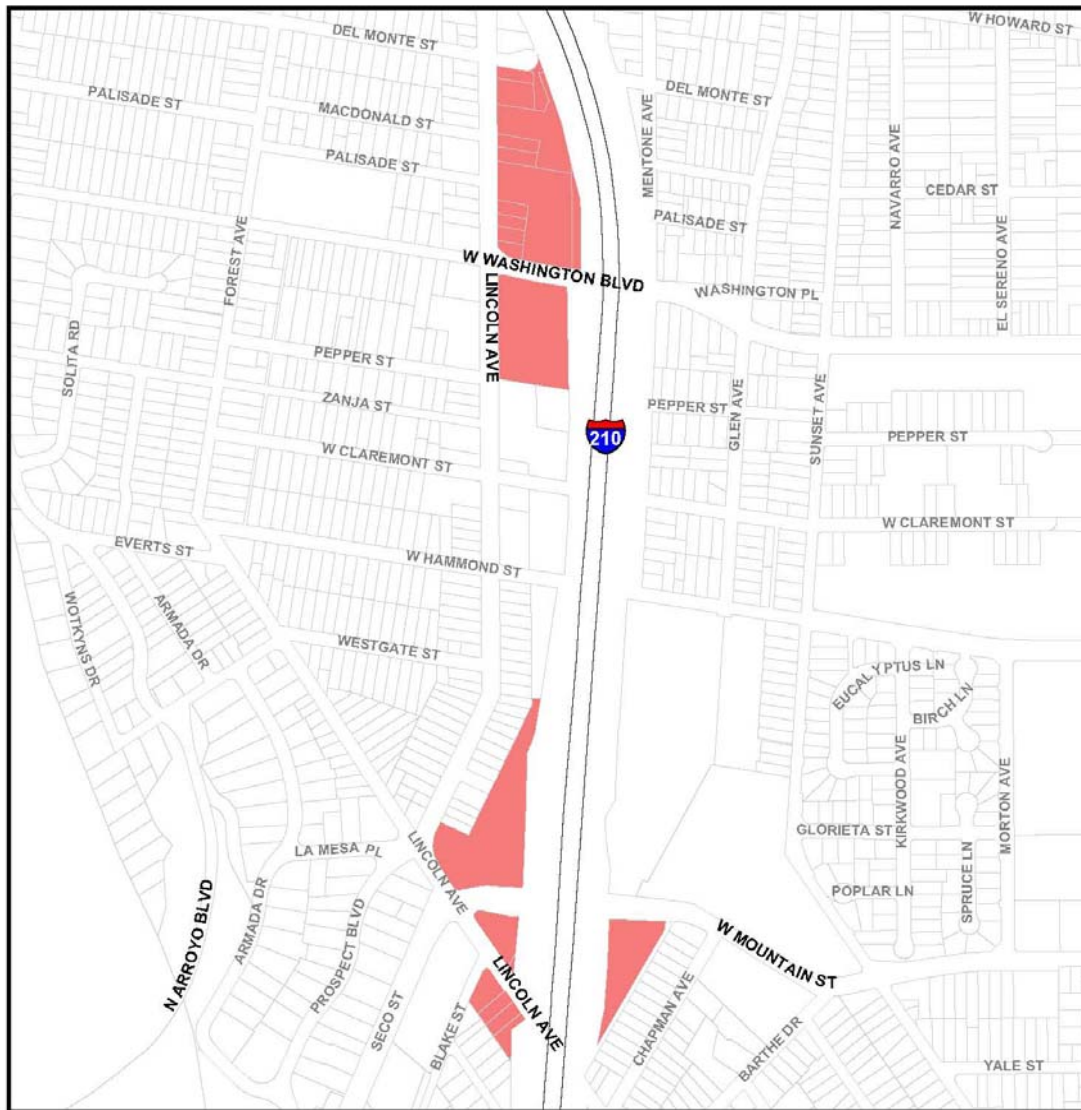 W HOWARD ST
DEL MONTE ST
DEL MONTE ST
PALISADE ST
MACDONALD ST
MENTONE AVE
NAVARRO AVE
PALISADE ST
CEDAR ST
PALISADE ST
FOREST AVE
W WASHINGTON BLVD
WASHINGTON PL
EL SERENO AVE
LINCOLN AVE
SOLITA RD
PEPPER ST
ZANJA ST
PEPPER ST
GLEN AVE
SUNSET AVE
PEPPER ST
210
W CLAREMONT ST
W CLAREMONT ST
EVERTS ST
W HAMMOND ST
WOTKYNS DR
ARMADA DR
WESTGATE ST
EUCALYPTUS LN
BIRCH LN
KIRKWOOD AVE
MORTON AVE
GLORIETA ST
LA MESA PL
LINCOLN AVE
POPLAR LN
SPRUCE LN
N ARROYO BLVD
ARMADA DR
PROSPECT BLVD
W MOUNTAIN ST
LINCOLN AVE
SECO ST
BLAKE ST
CHAPMAN AVE
BARTHE DR
YALE ST